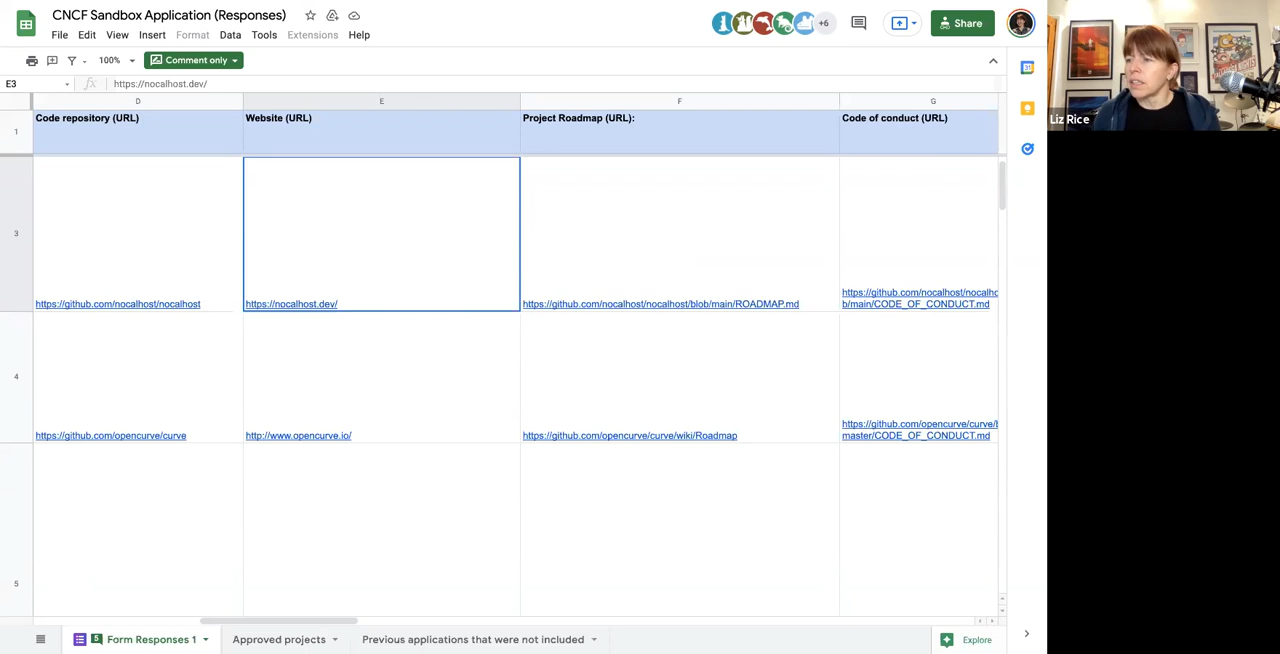 CNCF Sandbox Application (Responses)
+6
Share
File Edit View Insert Format Data Tools Extensions Help
100% Comment only
E3 fx https://nocalhost.dev/
D E F G
1 Code repository (URL) Website (URL) Project Roadmap (URL): Code of conduct (URL)
3
https://github.com/nocalhost/nocalhost https://nocalhost.dev/ https://github.com/nocalhost/nocalhost/blob/main/ROADMAP.md
https://github.com/nocalhost/nocalho
b/main/CODE_OF_CONDUCT.md
4
https://github.com/opencurve/curve http://www.opencurve.io/ https://github.com/opencurve/curve/wiki/Roadmap
https://github.com/opencurve/curve/b
master/CODE_OF_CONDUCT.md
5
5 Form Responses 1 Approved projects Previous applications that were not included Explore
31
Liz Rice